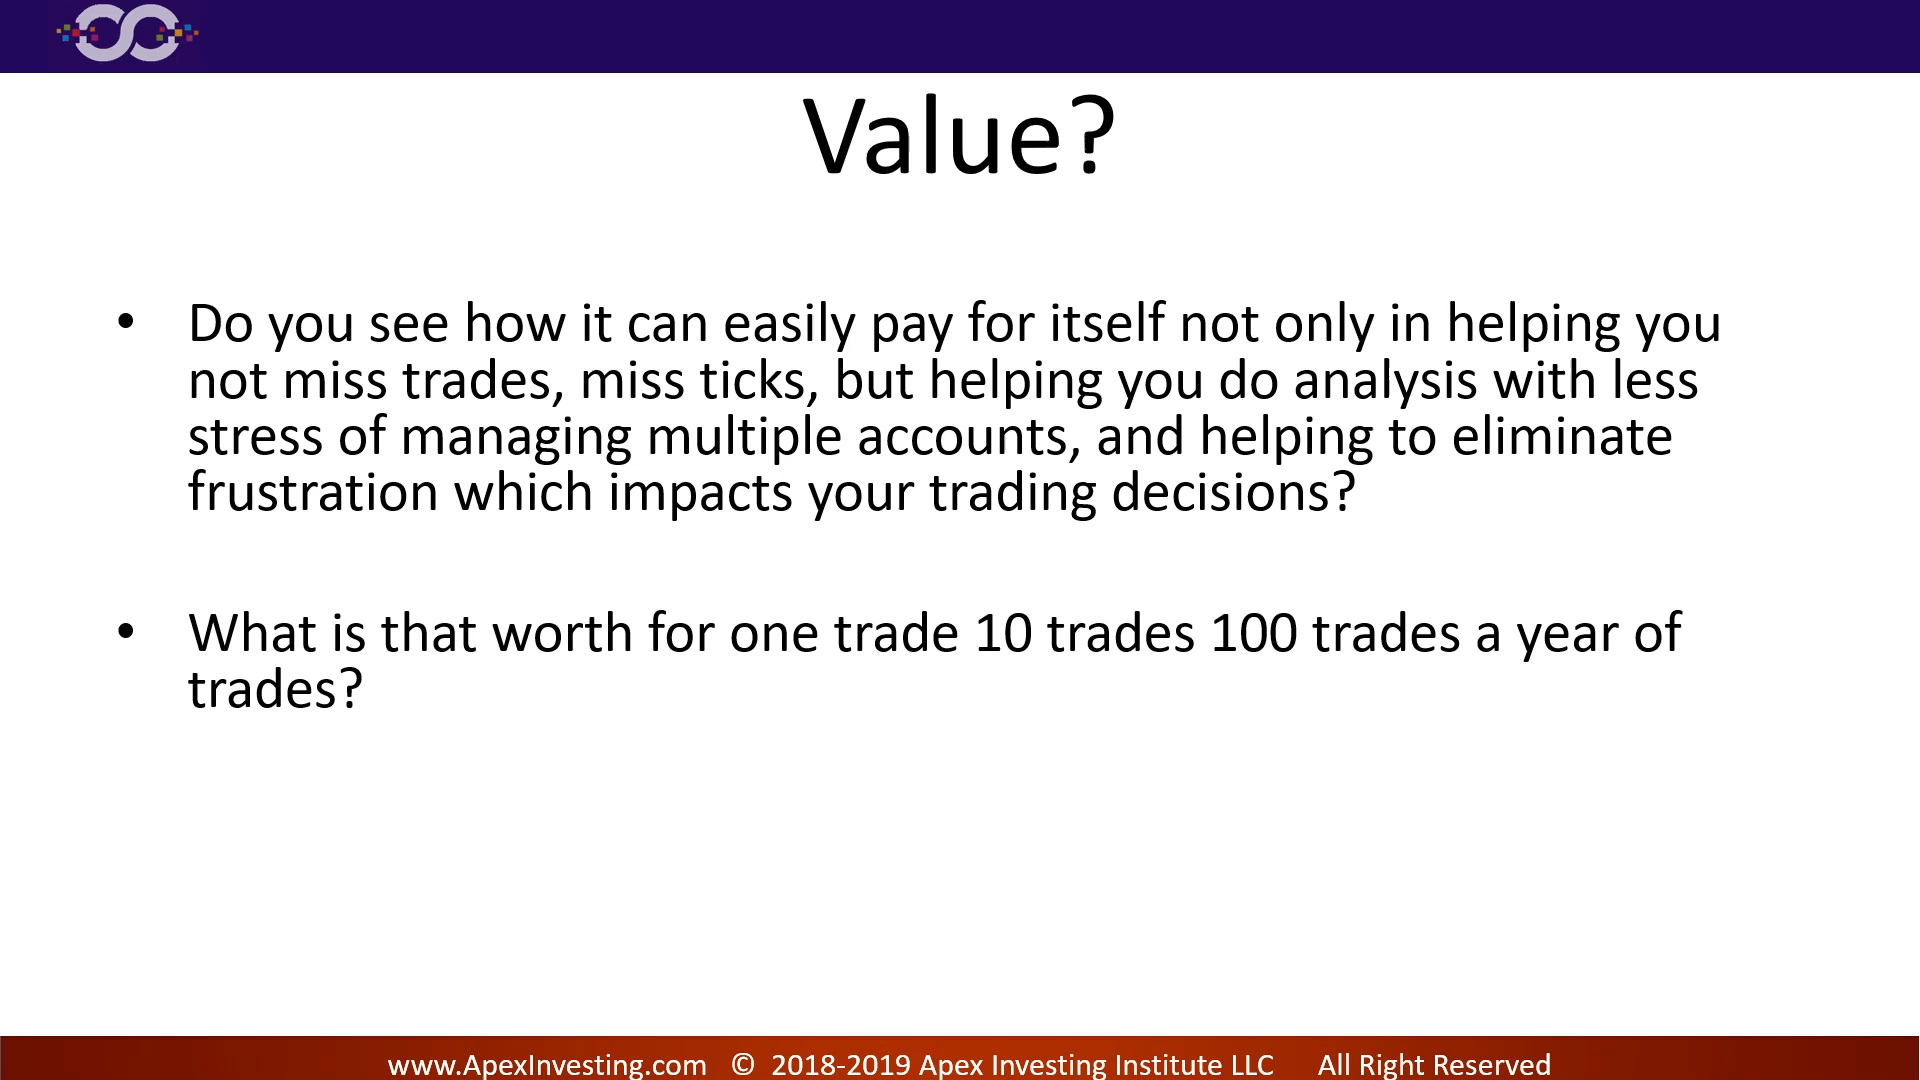 Value?
• Do you see how it can easily pay for itself not only in helping you
not miss trades, miss ticks, but helping you do analysis with less
stress of managing multiple accounts, and helping to eliminate
frustration which impacts your trading decisions?
• What is that worth for one trade 10 trades 100 trades a year of
trades?
www.ApexInvesting.com © 2018-2019 Apex Investing Institute LLC All Right Reserved